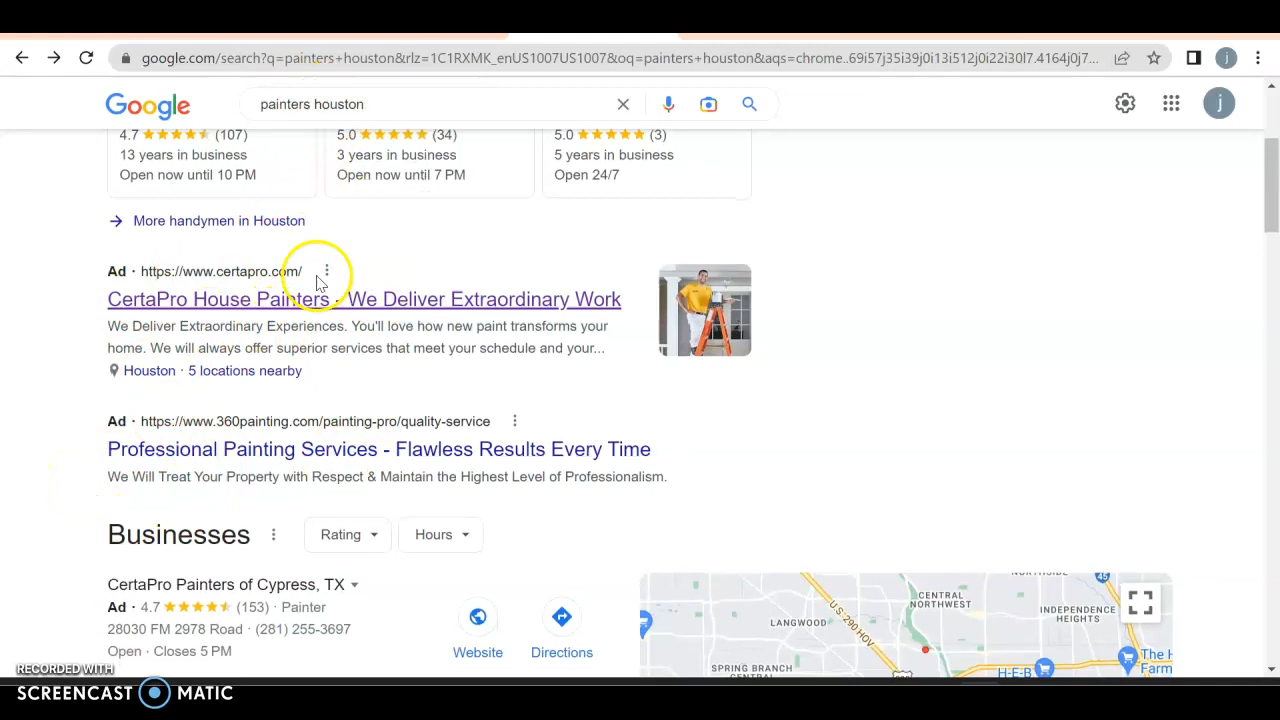 google.com/search?q=painters+houston&rlz=1C1RXMK_enUS1007US1007&oq=painters+houston&aqs=chrome..69i57j35i39j0i13i512j0i22i30l7.4164j0j7...
j
Google
painters houston
j
4.7 (107)
13 years in business
Open now until 10 PM
5.0 (34)
3 years in business
Open now until 7 PM
5.0 (3)
5 years in business
Open 24/7
More handymen in Houston
Ad · https://www.certapro.com/
CertaPro House Painters - We Deliver Extraordinary Work
We Deliver Extraordinary Experiences. You'll love how new paint transforms your
home. We will always offer superior services that meet your schedule and your...
Houston · 5 locations nearby
Ad · https://www.360painting.com/painting-pro/quality-service
Professional Painting Services - Flawless Results Every Time
We Will Treat Your Property with Respect & Maintain the Highest Level of Professionalism.
Businesses
Rating
Hours
CertaPro Painters of Cypress, TX
Ad · 4.7 (153) · Painter
28030 FM 2978 Road · (281) 255-3697
Open · Closes 5 PM
Website
Directions
LANGWOOD
US-290 HOV
CENTRAL
NORTHWEST
INDEPENDENCE
HEIGHTS
SPRING BRANCH
H-E-B
The H
Farm
RECORDED WITH
SCREENCAST MATIC